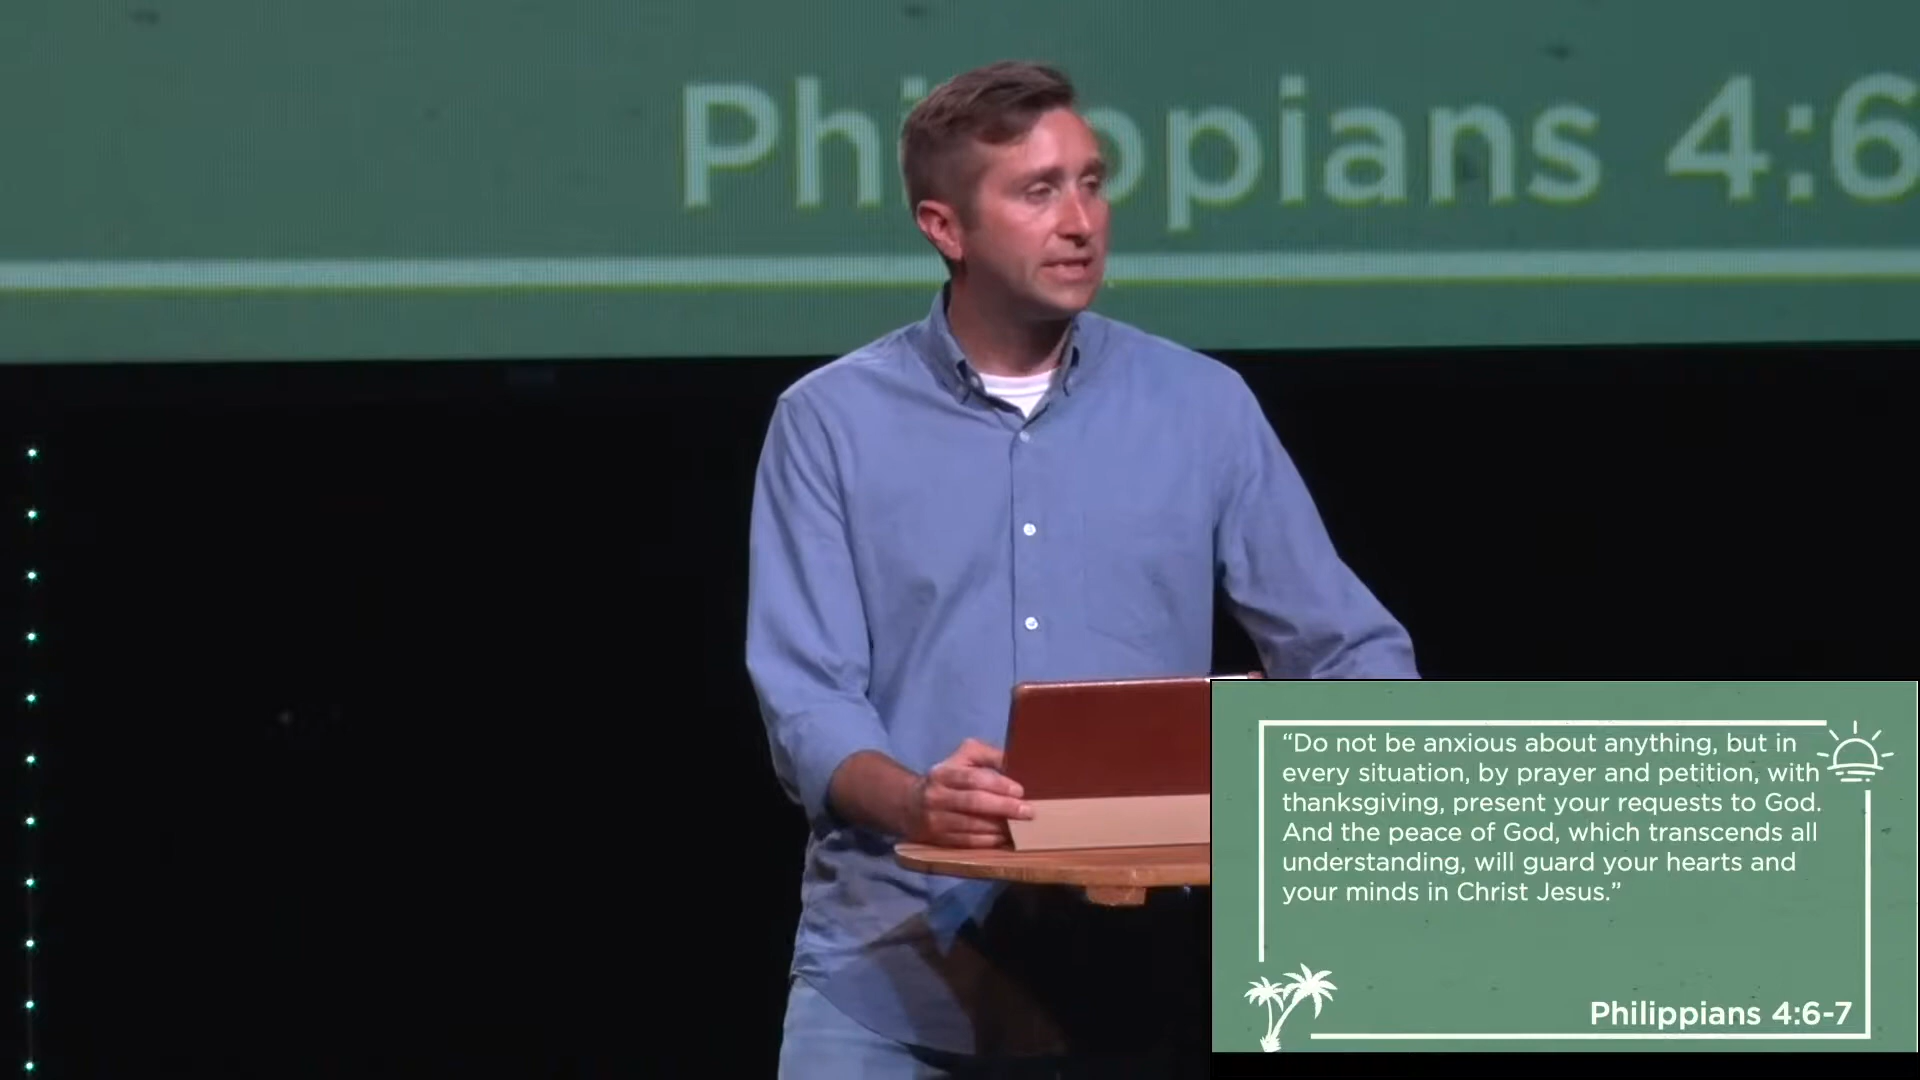 Philippians 4:6
“Do not be anxious about anything, but in
every situation, by prayer and petition, with
thanksgiving, present your requests to God.
And the peace of God, which transcends all
understanding, will guard your hearts and
your minds in Christ Jesus.”
Philippians 4:6-7